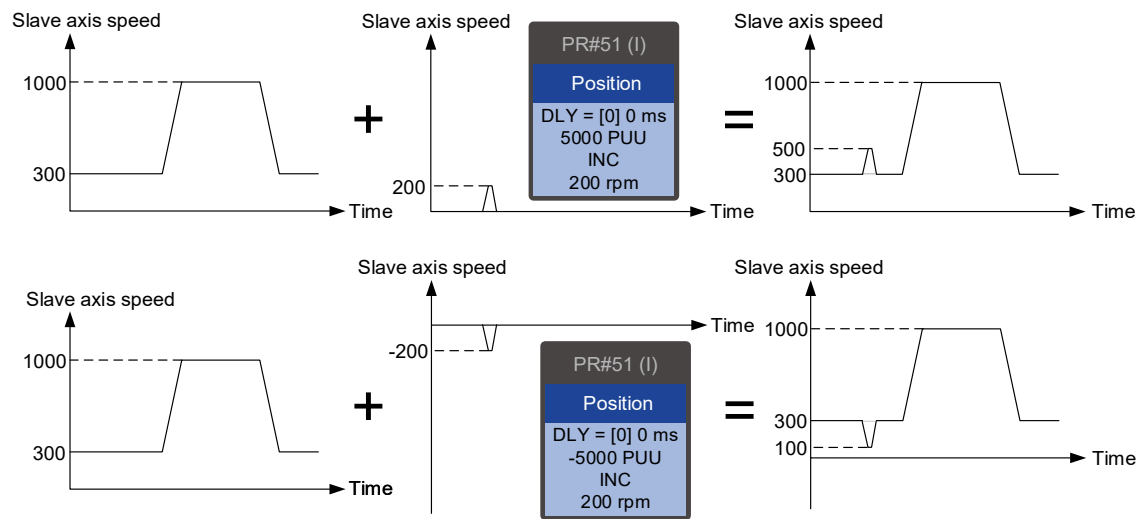 Slave axis speed
1000
300
Time
+
Slave axis speed
200
Time
PR#51 (I)
Position
DLY = [0] 0 ms
5000 PUU
INC
200 rpm
=
Slave axis speed
1000
500
300
Time
Slave axis speed
1000
300
Time
+
Slave axis speed
-200
Time
PR#51 (I)
Position
DLY = [0] 0 ms
-5000 PUU
INC
200 rpm
=
Slave axis speed
1000
300
100
Time